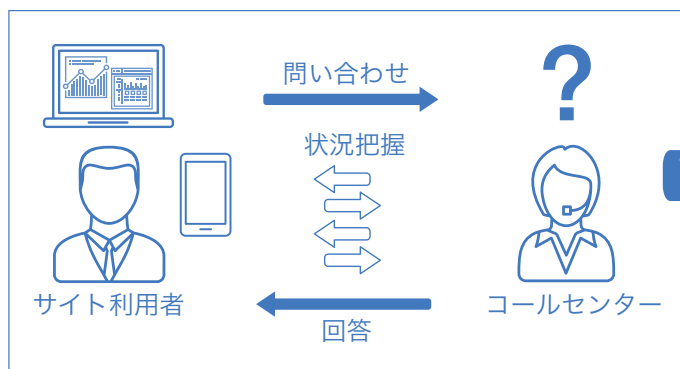 問い合わせ
?
状況把握
サイト利用者
コールセンター
回答